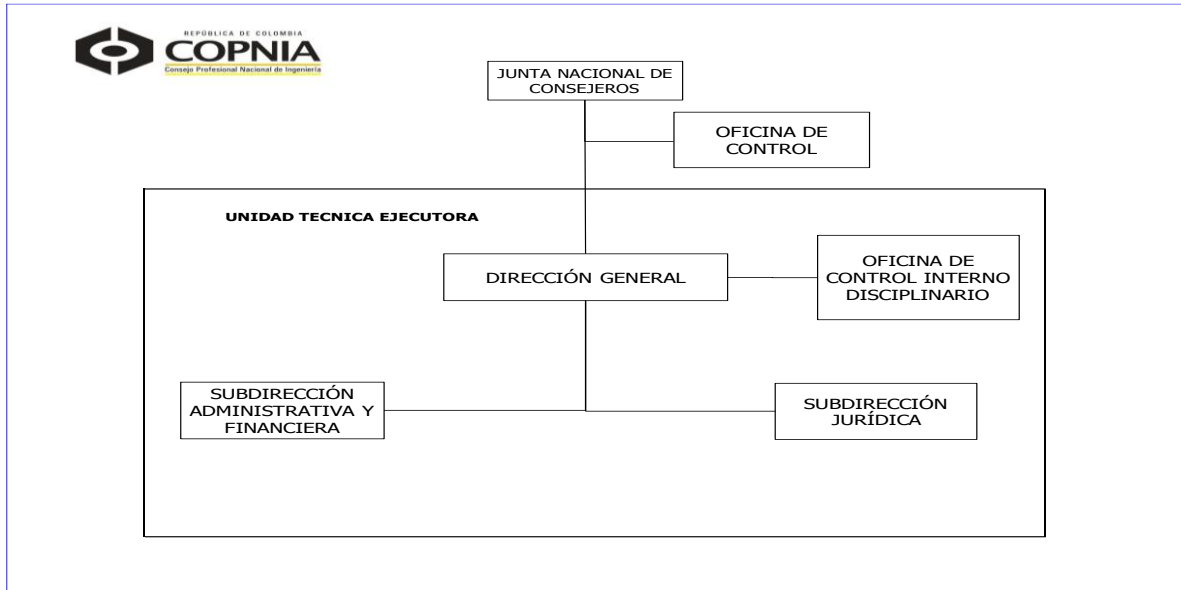 REPÚBLICA DE COLOMBIA
COPNIA
Consejo Profesional Nacional de Ingeniería
JUNTA NACIONAL DE
CONSEJEROS
OFICINA DE
CONTROL
UNIDAD TECNICA EJECUTORA
DIRECCIÓN GENERAL
OFICINA DE
CONTROL INTERNO
DISCIPLINARIO
SUBDIRECCIÓN
ADMINISTRATIVA Y
FINANCIERA
SUBDIRECCIÓN
JURÍDICA